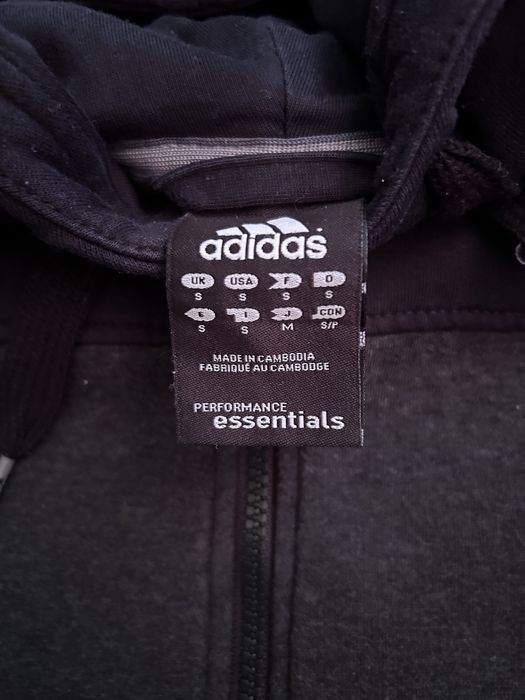 adidas
UK USA F D
S S S S
E I J CDN
S S M S/P
MADE IN CAMBODIA
FABRIQUÉ AU CAMBODGE
PERFORMANCE
essentials